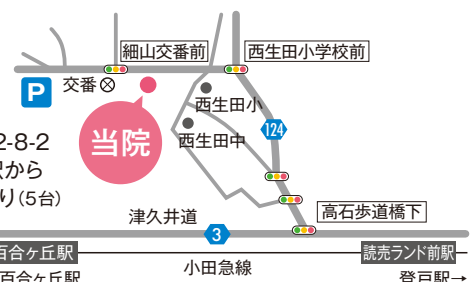 細山交番前
西生田小学校前
P
交番
当院
西生田小
西生田中
124
2-8-2
駅から
り(5台)
高石歩道橋下
津久井道
3
百合ヶ丘駅
読売ランド前駅
小田急線
百合ヶ丘駅
登戸駅→